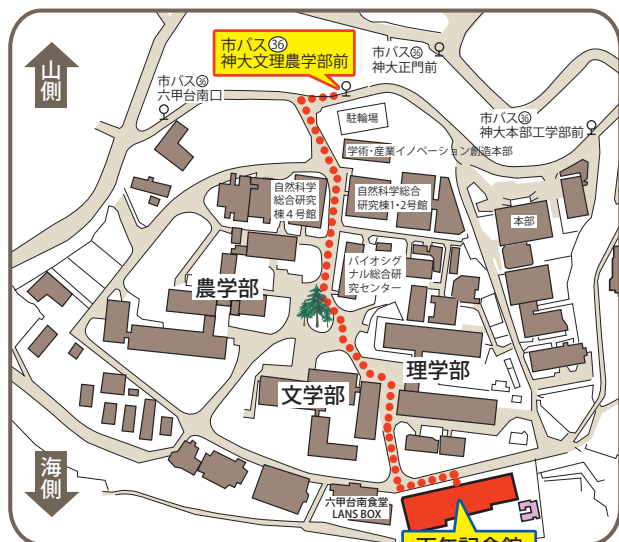 山側
市バス㊱
神大文理農学部前
市バス㊱
神大正門前
市バス㊱
六甲台南口
市バス㊱
神大本部工学部前
駐輪場
学術・産業イノベーション創造本部
自然科学
総合研究
棟４号館
自然科学総合
研究棟1・2号館
本部
バイオシグ
ナル総合研
究センター
農学部
理学部
文学部
海側
六甲台南食堂
LANS BOX
百年記念館